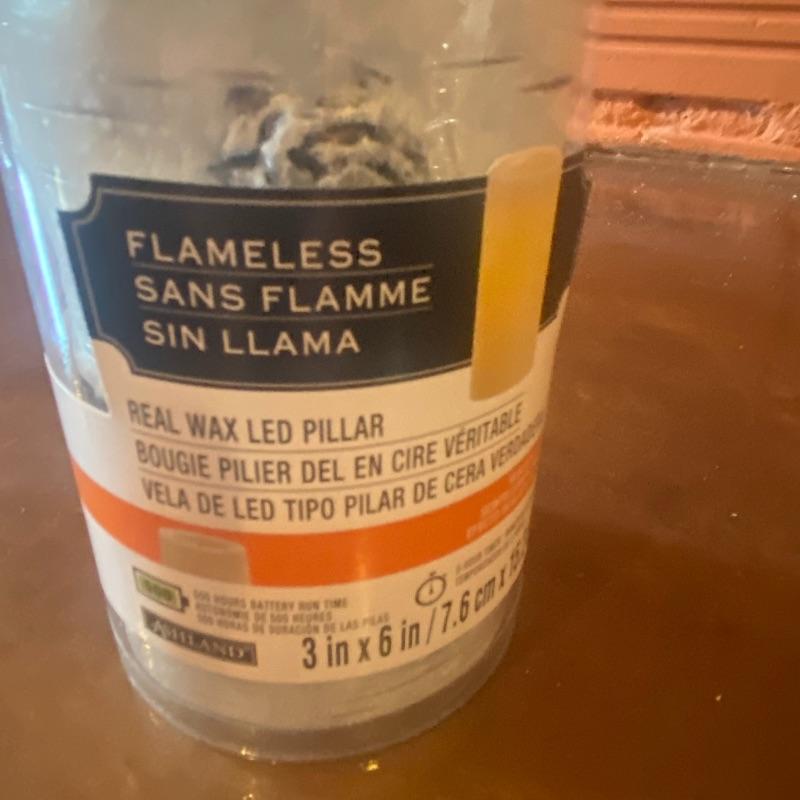 FLAMELESS
SANS FLAMME
SIN LLAMA
REAL WAX LED PILLAR
BOUGIE PILIER DEL EN CIRE VÉRITABLE
VELA DE LED TIPO PILAR DE CERA
500 HOURS BATTERY RUN TIME
AUTONOMIE DE 500 HEURES
500 HORAS DE DURACIÓN DE LAS PILAS
ASHLAND
3 in x 6 in / 7.6 cm x